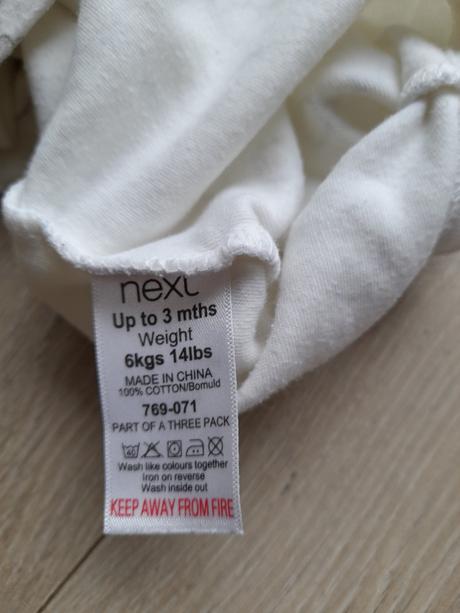 next
Up to 3 mths
Weight
6kgs 14lbs
MADE IN CHINA
100% COTTON/Bomuld
769-071
PART OF A THREE PACK
Wash like colours together
Iron on reverse
Wash inside out
KEEP AWAY FROM FIRE